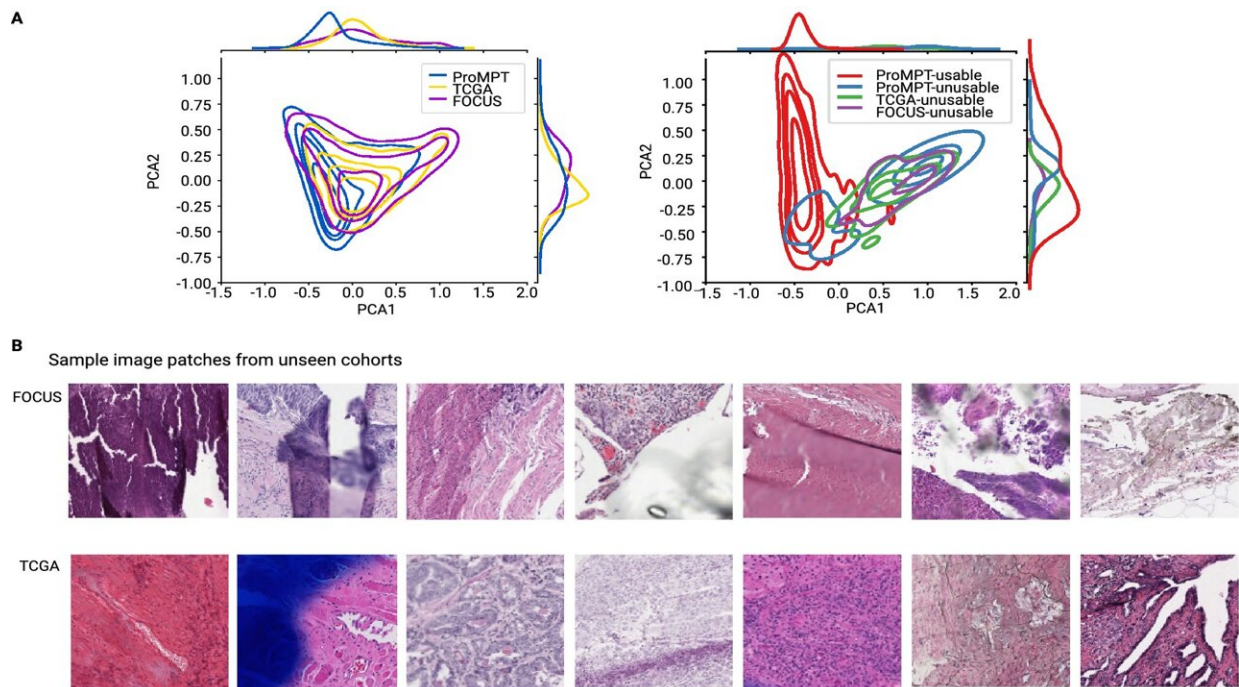 A
ProMPT
TCGA
FOCUS
1.00
0.75
0.50
0.25
0.00
-0.25
-0.50
-0.75
-1.00
PCA2
-1.5 -1.0 -0.5 0.0 0.5 1.0 1.5 2.0
PCA1
ProMPT-usable
ProMPT-unusable
TCGA-unusable
FOCUS-unusable
1.00
0.75
0.50
0.25
0.00
-0.25
-0.50
-0.75
-1.00
PCA2
-1.5 -1.0 -0.5 0.0 0.5 1.0 1.5 2.0
PCA1
B
Sample image patches from unseen cohorts
FOCUS
TCGA